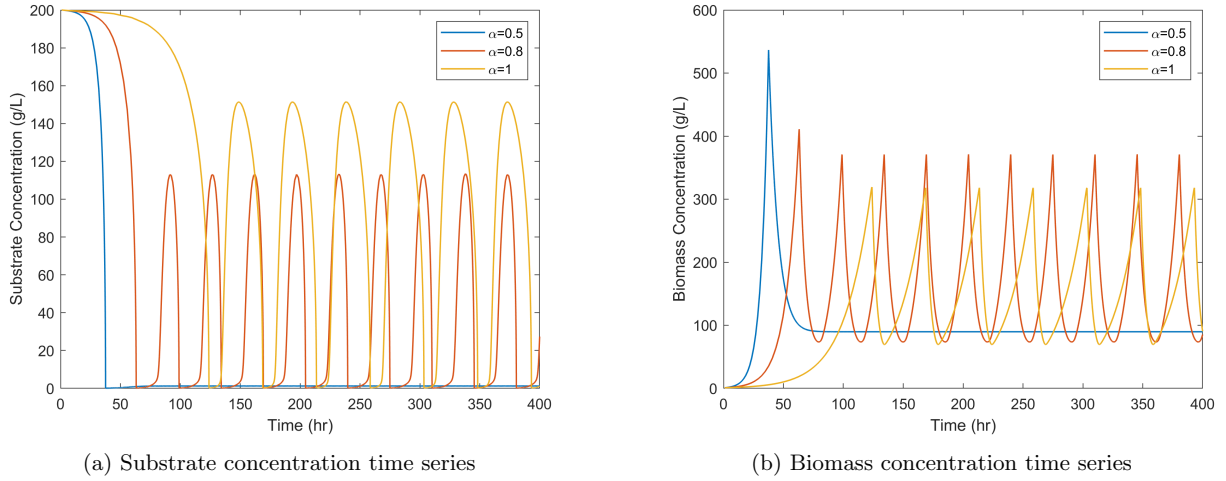 200
180
160
140
120
100
80
60
40
20
0
Substrate Concentration (g/L)
0 50 100 150 200 250 300 350 400
Time (hr)
α=0.5
α=0.8
α=1
(a) Substrate concentration time series
600
500
400
300
200
100
0
Biomass Concentration (g/L)
0 50 100 150 200 250 300 350 400
Time (hr)
α=0.5
α=0.8
α=1
(b) Biomass concentration time series